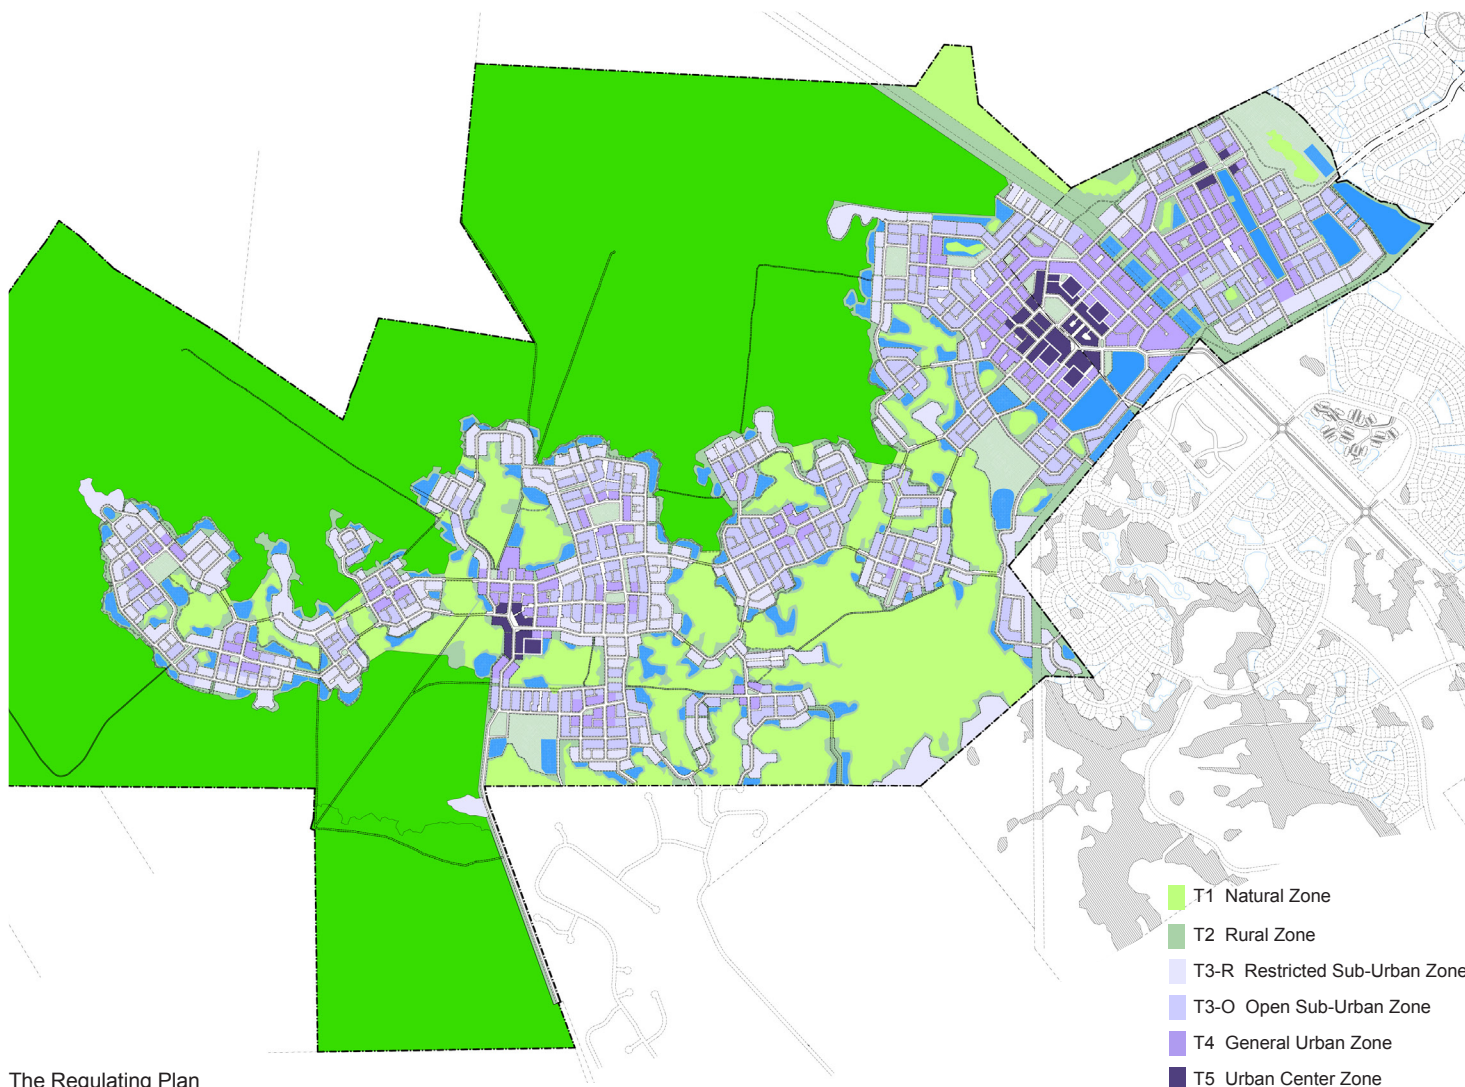 T1 Natural Zone
T2 Rural Zone
T3-R Restricted Sub-Urban Zone
T3-O Open Sub-Urban Zone
T4 General Urban Zone
T5 Urban Center Zone
The Regulating Plan